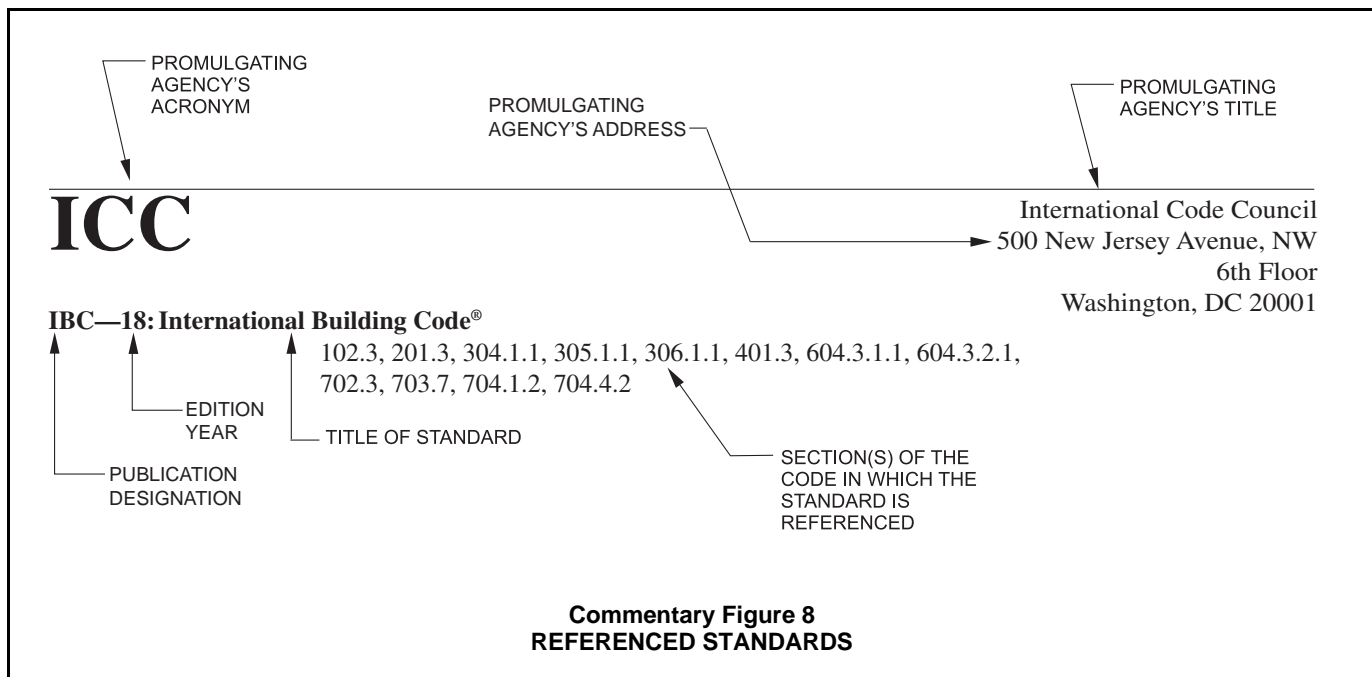 PROMULGATING
AGENCY'S
ACRONYM
PROMULGATING
AGENCY'S ADDRESS
PROMULGATING
AGENCY'S TITLE
ICC
International Code Council
500 New Jersey Avenue, NW
6th Floor
Washington, DC 20001
IBC—18: International Building Code®
102.3, 201.3, 304.1.1, 305.1.1, 306.1.1, 401.3, 604.3.1.1, 604.3.2.1,
702.3, 703.7, 704.1.2, 704.4.2
EDITION
YEAR
TITLE OF STANDARD
PUBLICATION
DESIGNATION
SECTION(S) OF THE
CODE IN WHICH THE
STANDARD IS
REFERENCED
Commentary Figure 8
REFERENCED STANDARDS